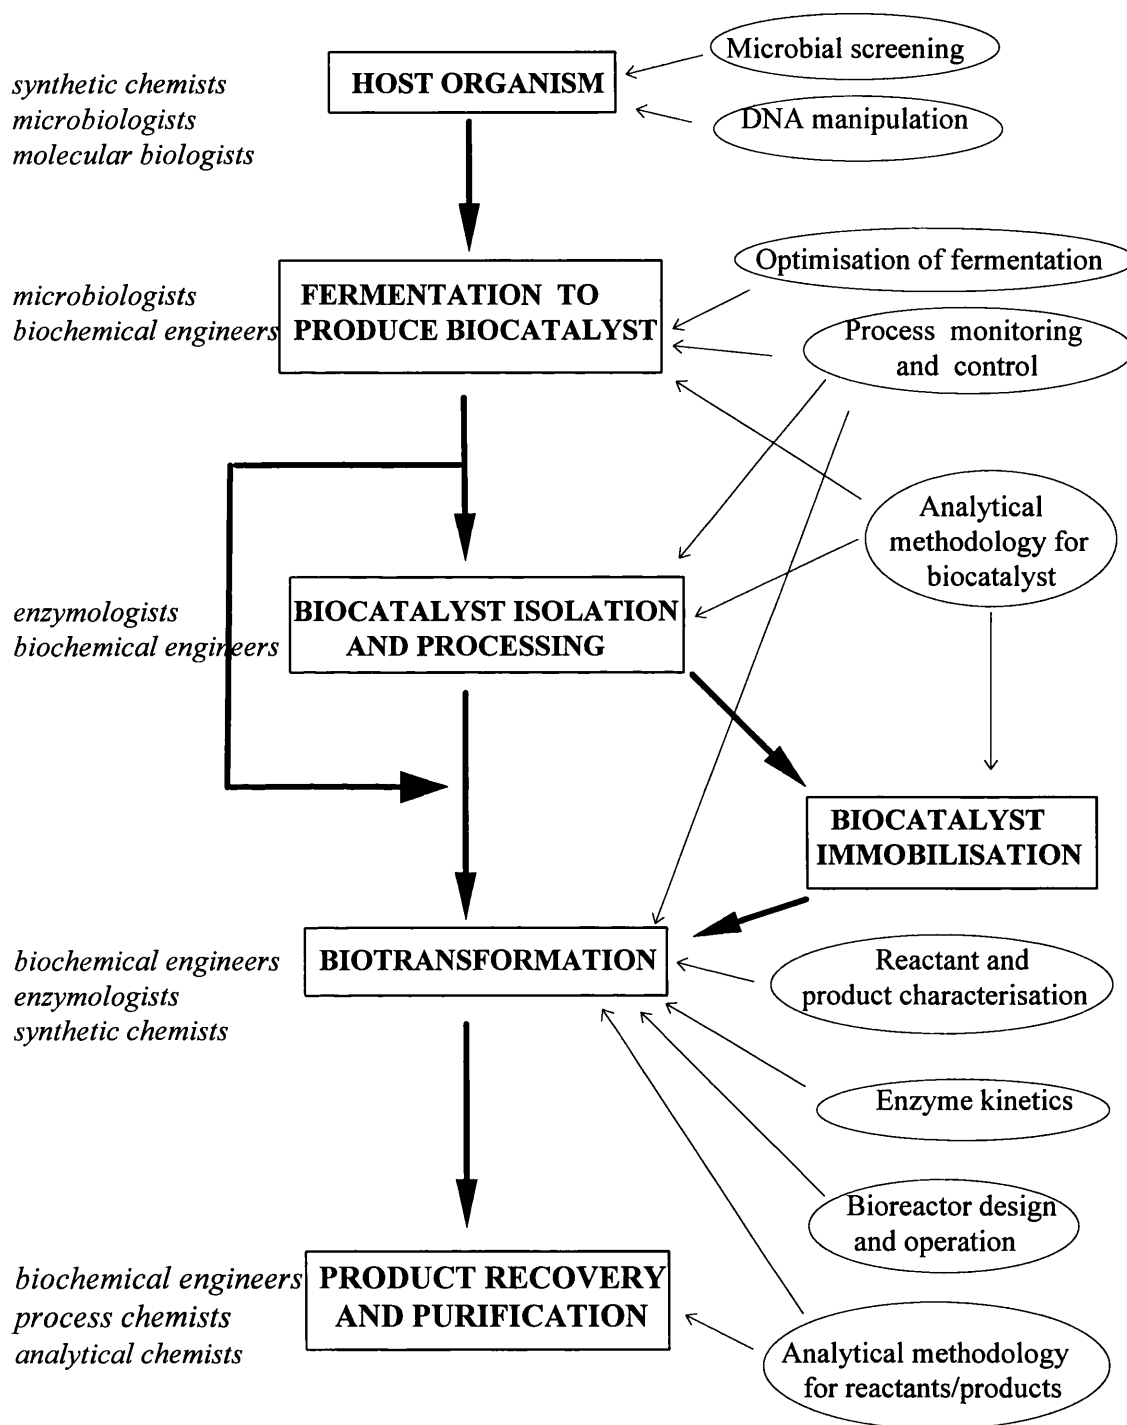 Microbial screening
HOST ORGANISM
synthetic chemists
microbiologists
molecular biologists
DNA manipulation
Optimisation of fermentation
FERMENTATION TO
PRODUCE BIOCATALYST
microbiologists
biochemical engineers
Process monitoring
and control
Analytical
methodology for
biocatalyst
BIOCATALYST ISOLATION
AND PROCESSING
enzymologists
biochemical engineers
BIOCATALYST
IMMOBILISATION
BIOTRANSFORMATION
biochemical engineers
enzymologists
synthetic chemists
Reactant and
product characterisation
Enzyme kinetics
Bioreactor design
and operation
PRODUCT RECOVERY
AND PURIFICATION
biochemical engineers
process chemists
analytical chemists
Analytical methodology
for reactants/products